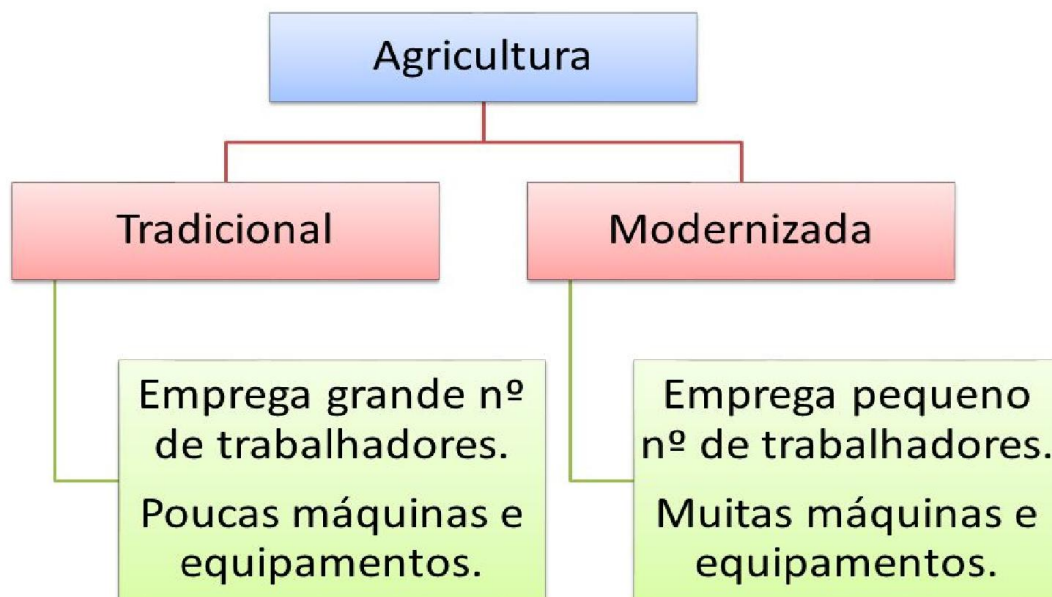 Agricultura
Tradicional
Modernizada
Emprega grande nº
de trabalhadores.
Poucas máquinas e
equipamentos.
Emprega pequeno
nº de trabalhadores.
Muitas máquinas e
equipamentos.